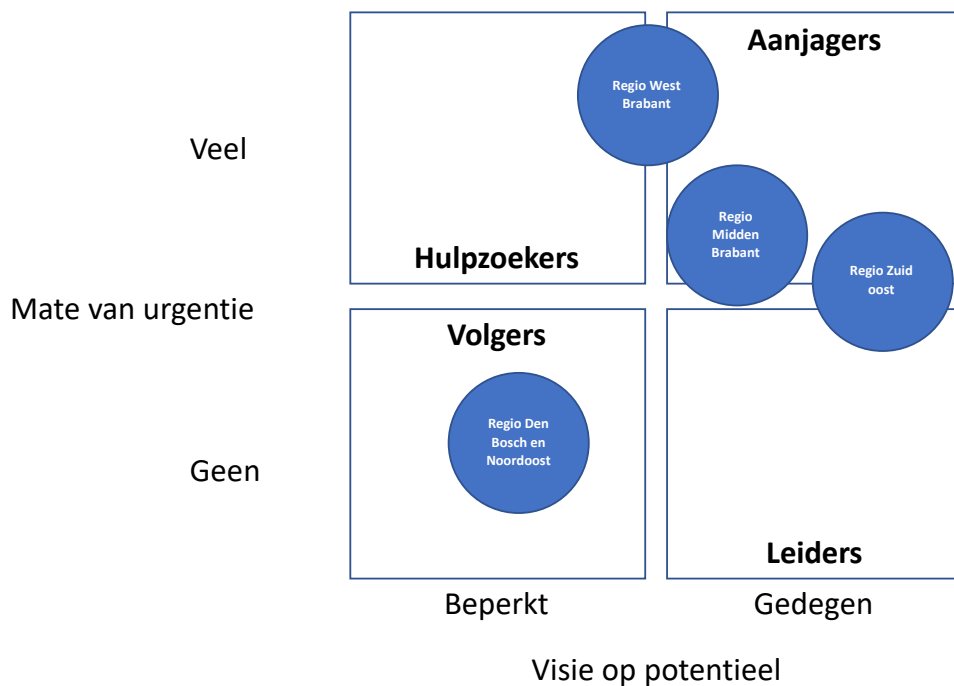 Aanjagers
Regio West
Brabant
Veel
Regio
Midden
Brabant
Hulpzoekers
Regio Zuid
oost
Mate van urgentie
Volgers
Regio Den
Bosch en
Noordoost
Geen
Leiders
Beperkt
Gedegen
Visie op potentieel